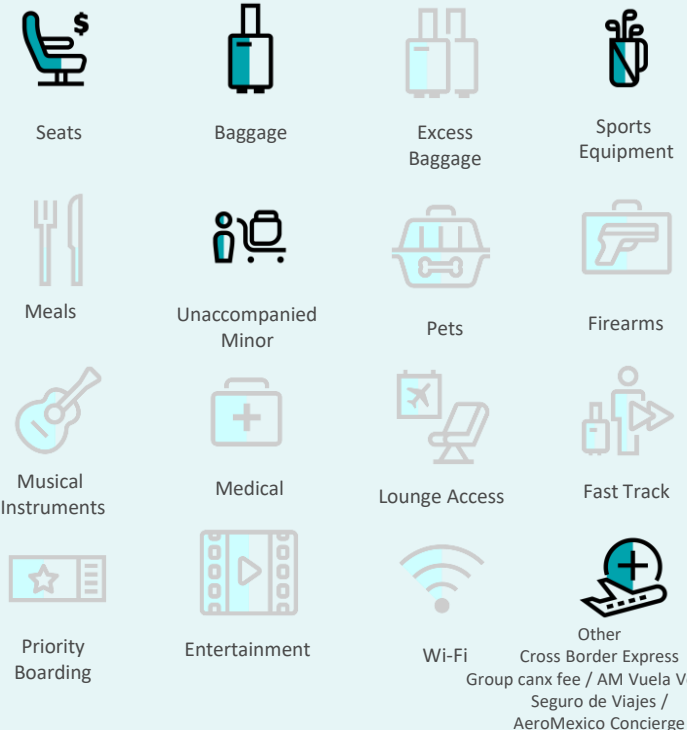 $
Seats
Baggage
Excess
Baggage
Sports
Equipment
Meals
Unaccompanied
Minor
Pets
Firearms
Musical
Instruments
Medical
Lounge Access
Fast Track
Priority
Boarding
Entertainment
Wi-Fi
Other
Cross Border Express
Group canx fee / AM Vuela
Seguro de Viajes /
AeroMexico Concierge